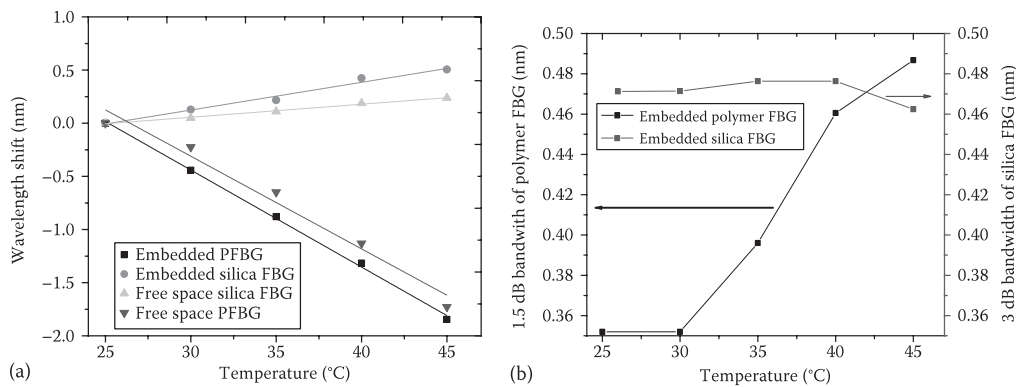 1.0
0.5
0.0
−0.5
−1.0
−1.5
−2.0
Wavelength shift (nm)
Embedded PFBG
Embedded silica FBG
Free space silica FBG
Free space PFBG
25 30 35 40 45
Temperature (°C)
(a)
0.50
0.48
0.46
0.44
0.42
0.40
0.38
0.36
1.5 dB bandwith of polymer FBG (nm)
Embedded polymer FBG
Embedded silica FBG
25 30 35 40 45
Temperature (°C)
0.50
0.48
0.46
0.44
0.42
0.40
0.38
0.36
3 dB bandwidth of silica FBG (nm)
(b)